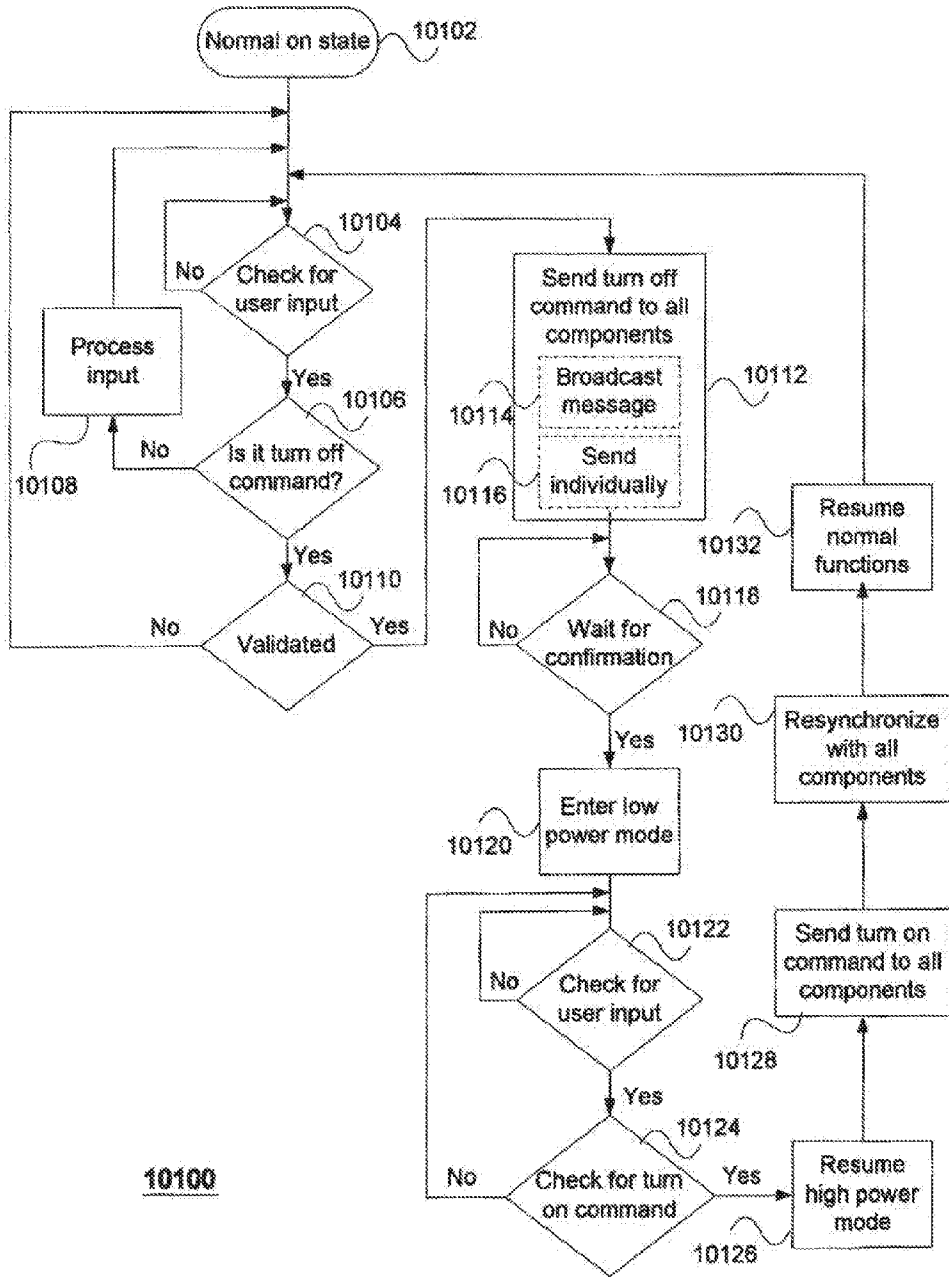 Normal on state
10102
10104
No
Check for
user input
Process
input
Yes
10106
10108
No
Is it turn off
command?
Yes
10110
No
Validated
Yes
Send turn off
command to all
components
10112
10114
Broadcast
message
10116
Send
individually
10118
No
Wait for
confirmation
Yes
10120
Enter low
power mode
10122
No
Check for
user input
Yes
10124
No
Check for turn
on command
Yes
10126
Resume
high power
mode
10128
Send turn on
command to all
components
10130
Resynchronize
with all
components
10132
Resume
normal
functions
10100